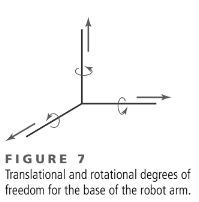 FIGURE 7
Translational and rotational degrees of
freedom for the base of the robot arm.